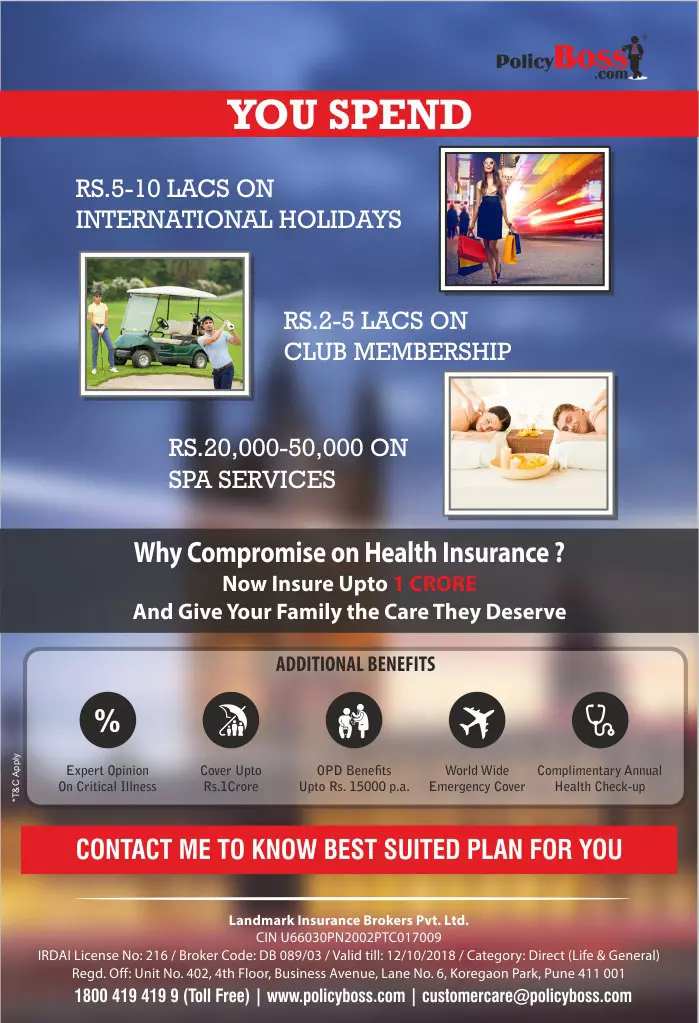 PolicyBoss
.com
YOU SPEND
RS.5-10 LACS ON
INTERNATIONAL HOLIDAYS
RS.2-5 LACS ON
CLUB MEMBERSHIP
RS.20,000-50,000 ON
SPA SERVICES
Why Compromise on Health Insurance ?
Now Insure Upto 1 CRORE
And Give Your Family the Care They Deserve
ADDITIONAL BENEFITS
%
Expert Opinion
On Critical Illness
Cover Upto
Rs.1Crore
OPD Benefits
Upto Rs. 15000 p.a.
World Wide
Emergency Cover
Complimentary Annual
Health Check-up
*T& C Apply
CONTACT ME TO KNOW BEST SUITED PLAN FOR YOU
Landmark Insurance Brokers Pvt. Ltd.
CIN U66030PN2002PTC017009
IRDAI License No: 216 / Broker Code: DB 089/03 / Valid till: 12/10/2018 / Category: Direct (Life & General)
Regd. Off: Unit No. 402, 4th Floor, Business Avenue, Lane No. 6, Koregaon Park, Pune 411 001
1800 419 419 9 (Toll Free) | www.policyboss.com | customercare@policyboss.com